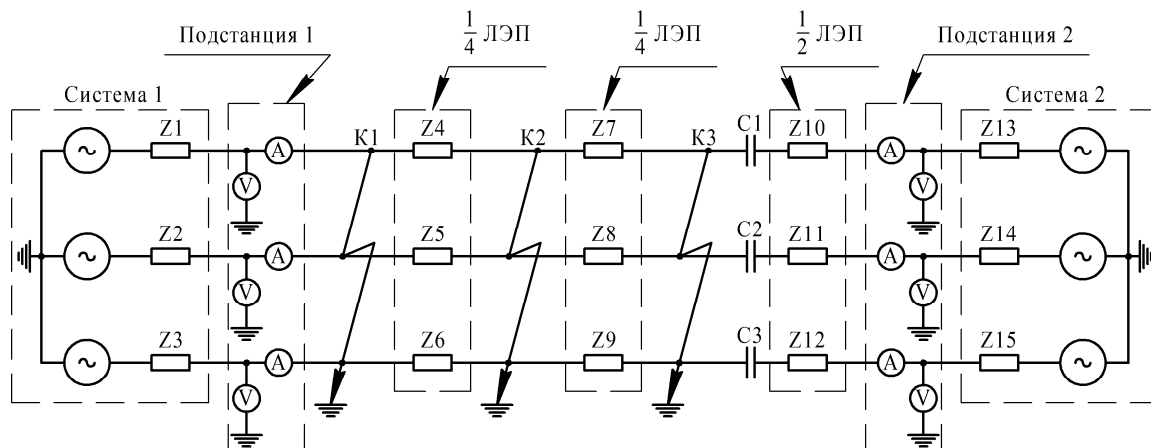 Подстанция 1
1/4 ЛЭП
1/4 ЛЭП
1/2 ЛЭП
Подстанция 2
Система 1
Система 2
Z1 A K1 Z4 K2 Z7 K3 C1 Z10 A Z13
V V
Z2 A Z5 Z8 C2 Z11 A Z14
V V
Z3 A Z6 Z9 C3 Z12 A Z15
V V